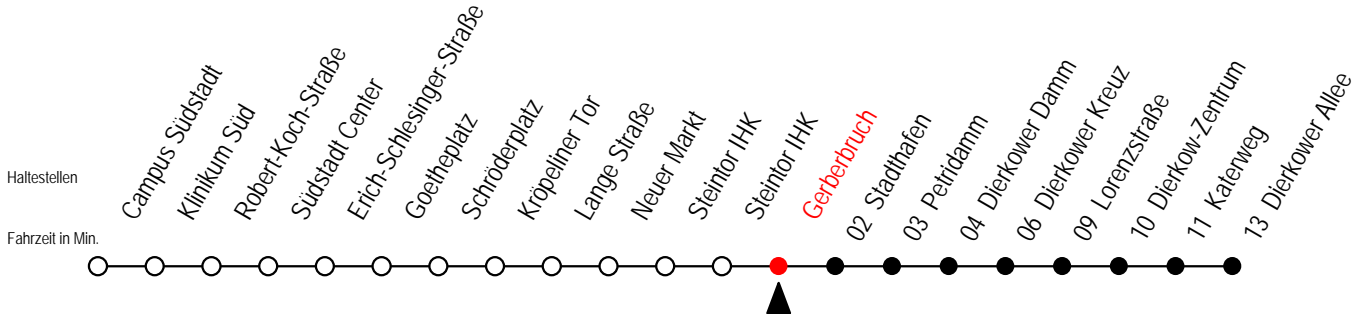 Haltestellen
Fahrzeit in Min.
Campus Südstadt
Klinikum Süd
Robert-Koch-Straße
Südstadt Center
Erich-Schlesinger-Straße
Goetheplatz
Schröderplatz
Kröpeliner Tor
Lange Straße
Neuer Markt
Steintor IHK
Steintor IHK
Gerberbruch
02 Stadthafen
03 Petridamm
04 Dierkower Damm
06 Dierkower Kreuz
09 Lorenzstraße
10 Dierkow-Zentrum
11 Katerweg
13 Dierkower Allee